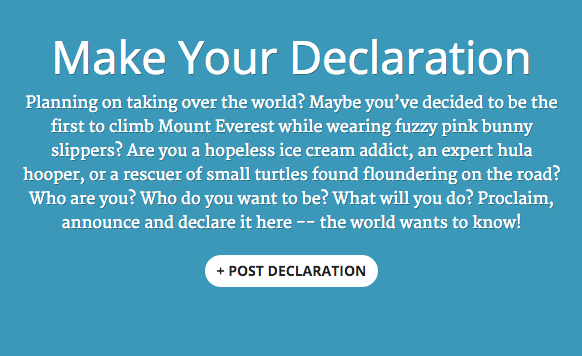 Make Your Declaration
Planning on taking over the world? Maybe you’ve decided to be the
first to climb Mount Everest while wearing fuzzy pink bunny
slippers? Are you a hopeless ice cream addict, an expert hula
hooper, or a rescuer of small turtles found floundering on the road?
Who are you? Who do you want to be? What will you do? Proclaim,
announce and declare it here -- the world wants to know!
+ POST DECLARATION